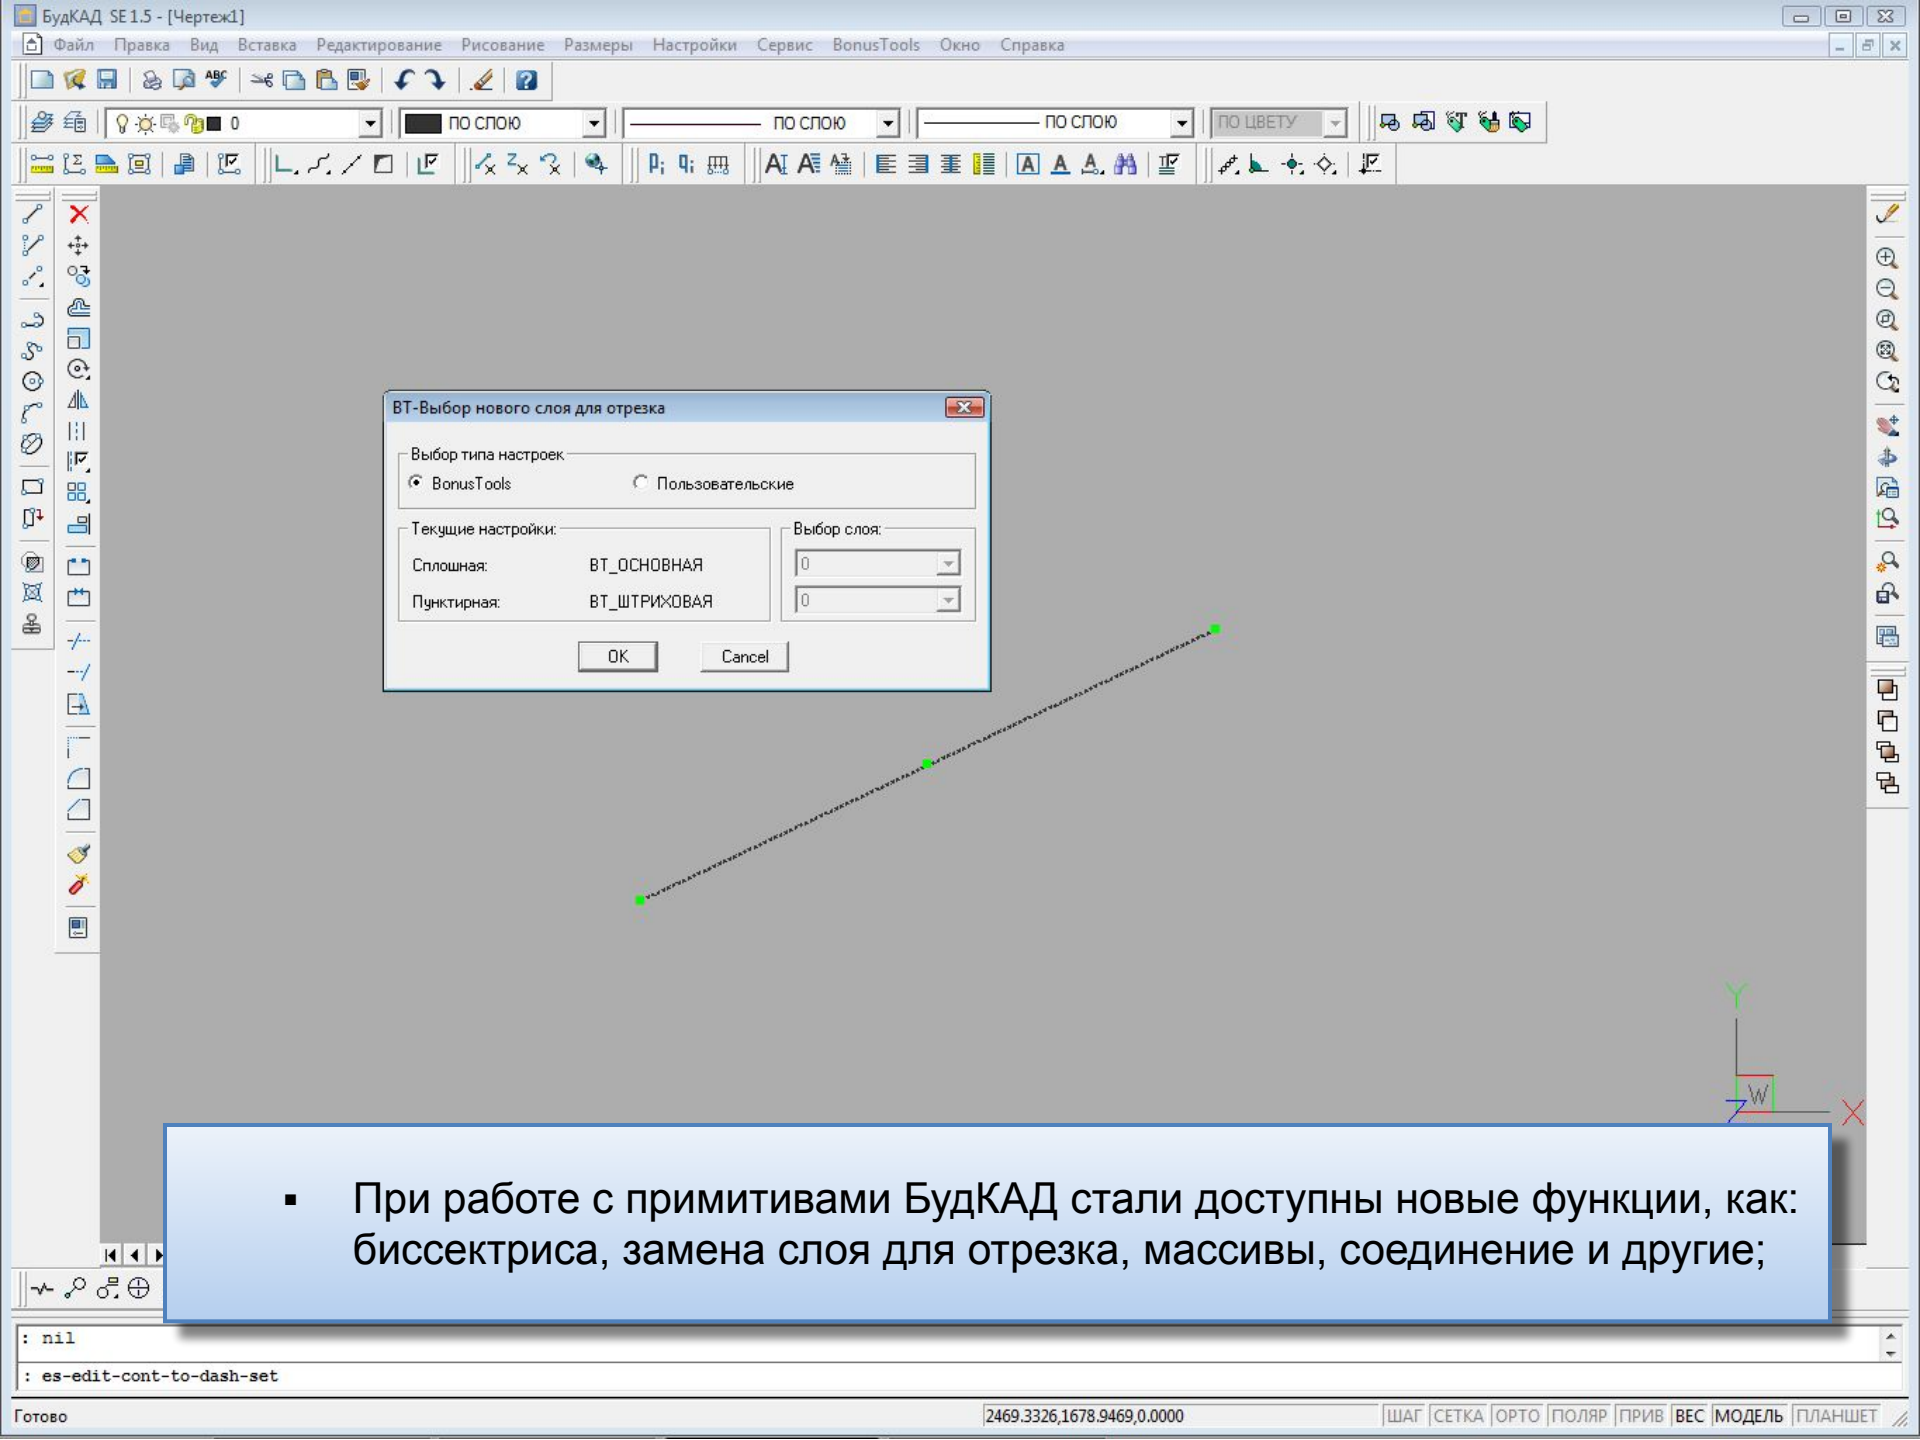 БудКАД SE 1.5 - [Чертеж1]
Файл Правка Вид Вставка Редактирование Рисование Размеры Настройки Сервис BonusTools Окно Справка
0 ПО СЛОЮ ПО СЛОЮ ПО СЛОЮ ПО ЦВЕТУ
BT-Выбор нового слоя для отрезка
Выбор типа настроек
BonusTools Пользовательские
Текущие настройки: Выбор слоя:
Сплошная: BT_ОСНОВНАЯ 0
Пунктирная: BT_ШТРИХОВАЯ 0
OK Cancel
Y
W
Z X
▪ При работе с примитивами БудКАД стали доступны новые функции, как:
биссектриса, замена слоя для отрезка, массивы, соединение и другие;
: nil
: es-edit-cont-to-dash-set
Готово 2469.3326,1678.9469,0.0000 ШАГ СЕТКА ОРТО ПОЛЯР ПРИВ ВЕС МОДЕЛЬ ПЛАНШЕТ